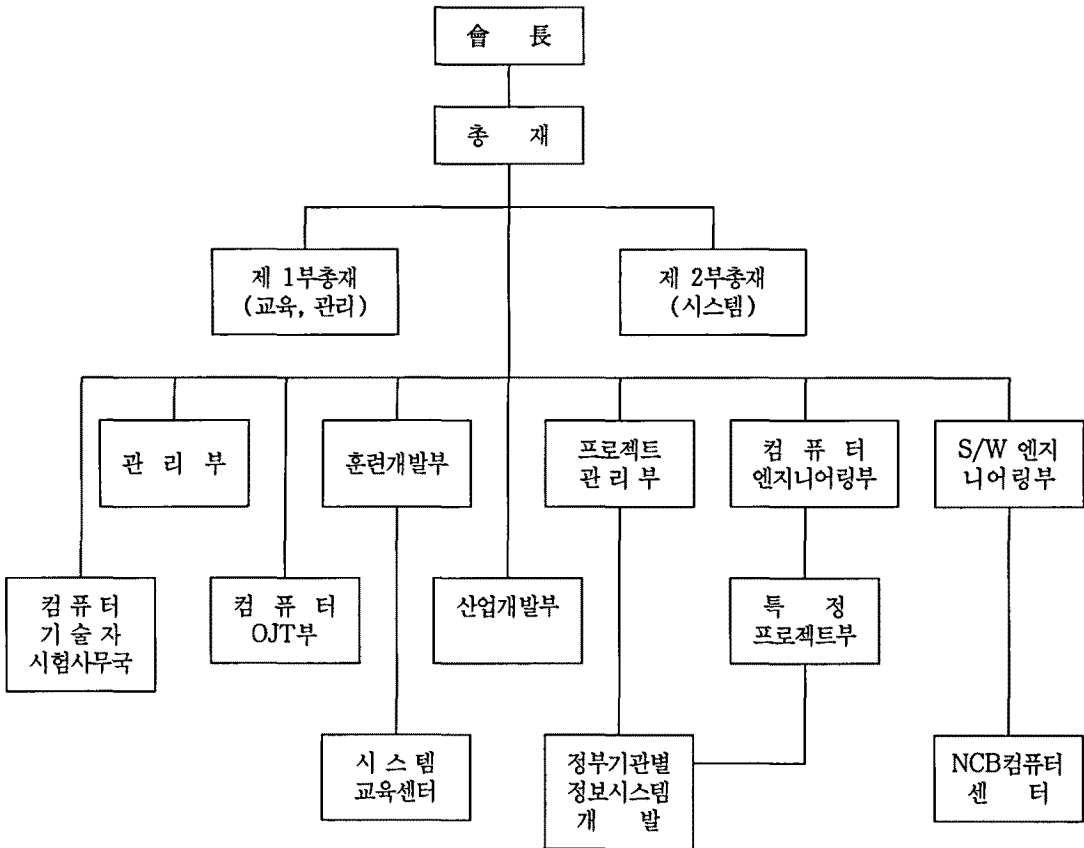 會 長
총 재
제 1부총재
(교육, 관리)
제 2부총재
(시스템)
관 리 부
훈련개발부
프로젝트
관 리 부
컴 퓨 터
엔지니어링부
S/W 엔지
니어링부
컴 퓨 터
기 술 자
시험사무국
컴 퓨 터
OJT부
산업개발부
특 정
프로젝트부
시 스 템
교육센터
정부기관별
정보시스템
개 발
NCB컴퓨터
센 터